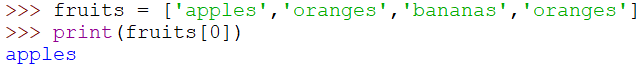 >>> fruits = ['apples','oranges','bananas','oranges']
>>> print(fruits[0])
apples